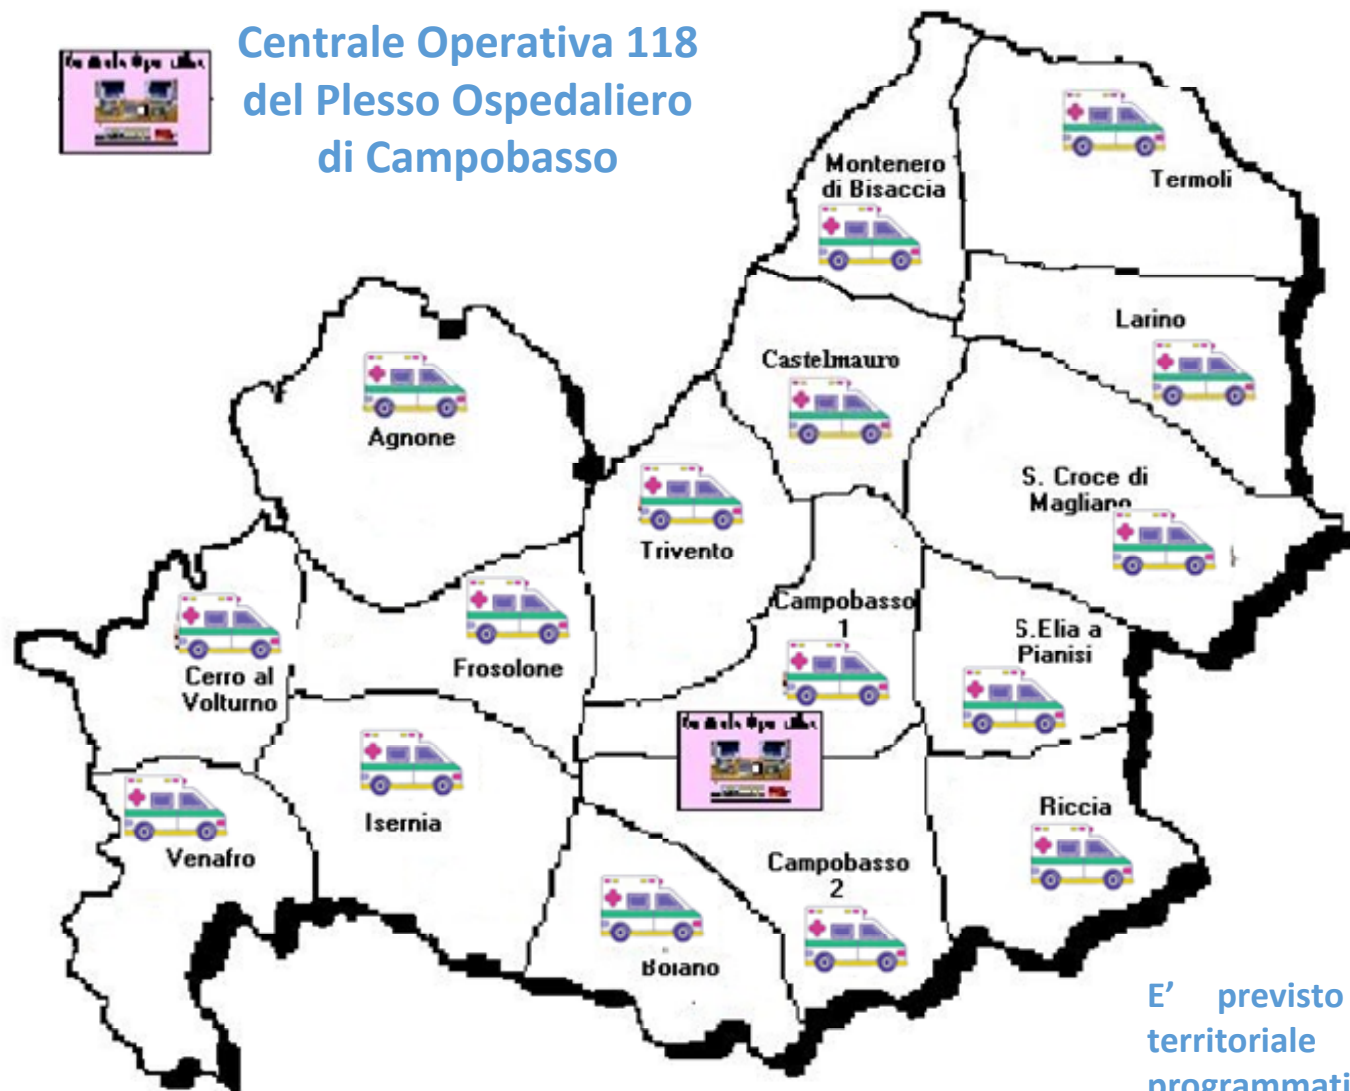 Centrale Operativa 118
del Plesso Ospedaliero
di Campobasso
Montenero
di Bisaccia
Termoli
Larino
Castelmauro
Agnone
S. Croce di
Magliano
Trivento
Campobasso
1
S.Elia a
Pianisi
Frosolone
Cerro al
Volturno
Isernia
Riccia
Venafro
Campobasso
2
Boiano
E’ previsto
territoriale
programmati